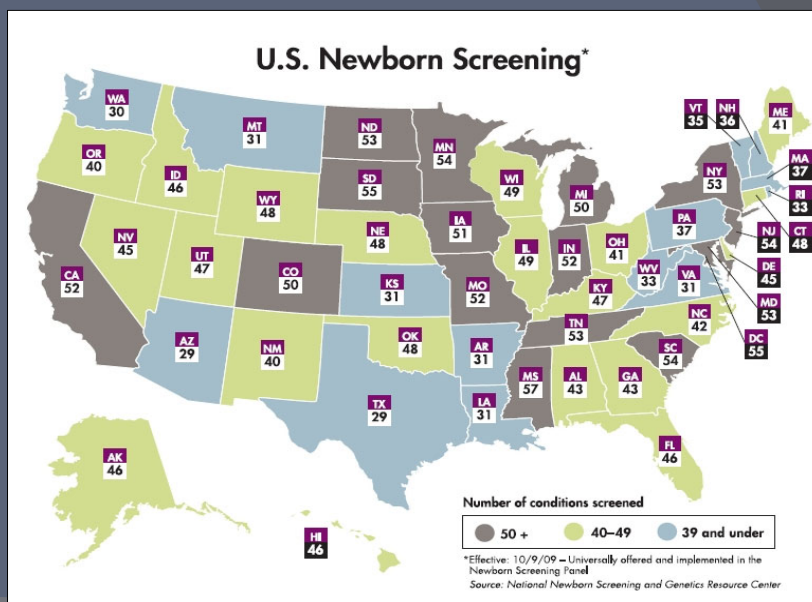 U.S. Newborn Screening*
WA
30
MT
31
ND
53
MN
54
VT
35
NH
36
ME
41
OR
40
ID
46
WY
48
SD
55
WI
49
MI
50
NY
53
MA
37
RI
33
CT
48
NJ
54
DE
45
MD
53
DC
55
NV
45
UT
47
CO
50
NE
48
IA
51
IL
49
IN
52
OH
41
PA
37
WV
33
VA
31
CA
52
AZ
29
NM
40
KS
31
OK
48
MO
52
AR
31
KY
47
TN
53
NC
42
SC
54
TX
29
LA
31
MS
57
AL
43
GA
43
FL
46
AK
46
HI
46
Number of conditions screened
50 +
40–49
39 and under
*Effective: 10/9/09 – Universally offered and implemented in the
Newborn Screening Panel
Source: National Newborn Screening and Genetics Resource Center